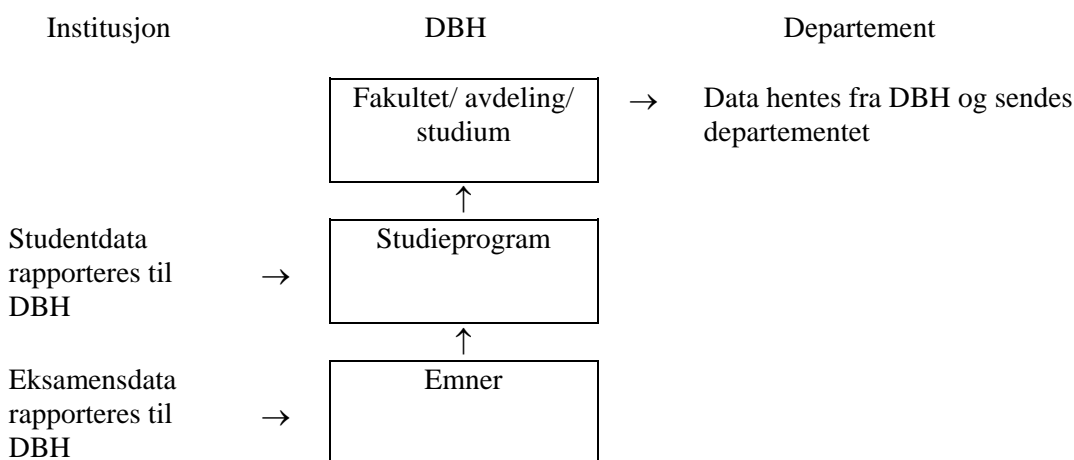 Institusjon DBH Departement
Fakultet/ avdeling/ → Data hentes fra DBH og sendes
studium departementet
↑
Studentdata Studieprogram
rapporteres til →
DBH
↑
Eksamensdata Emner
rapporteres til →
DBH